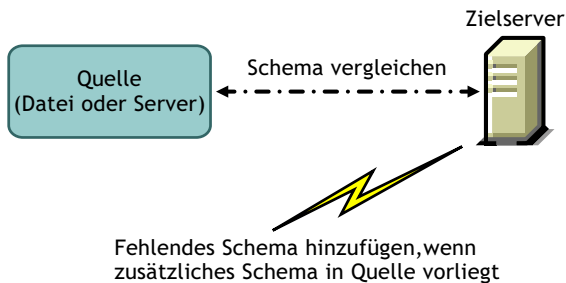 Zielserver
Quelle
(Datei oder Server)
Schema vergleichen
Fehlendes Schema hinzufügen,wenn
zusätzliches Schema in Quelle vorliegt